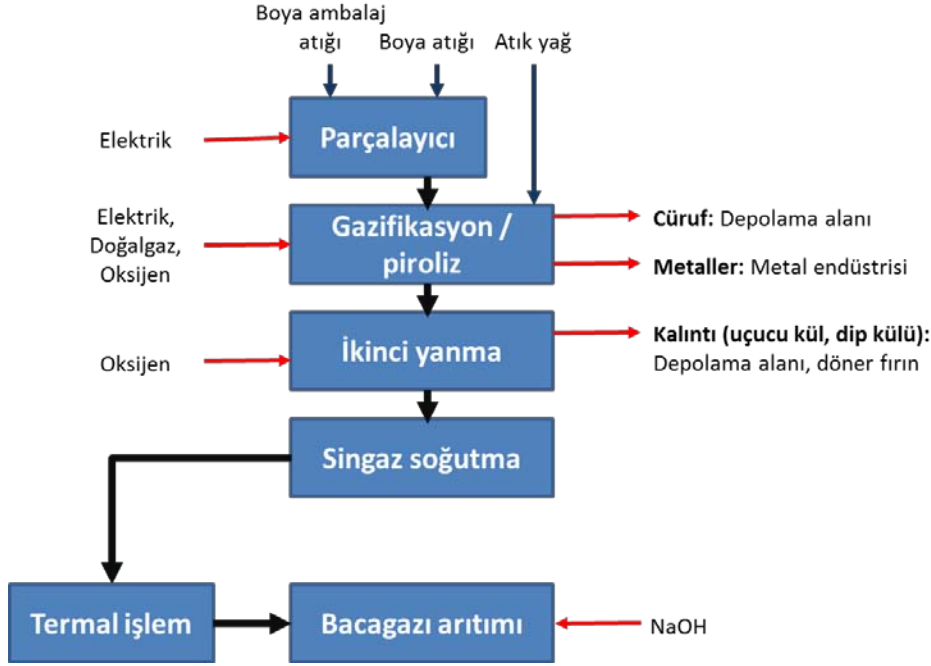 Boya ambalaj
atığı
Boya atığı
Atık yağ
Elektrik
Parçalayıcı
Elektrik,
Doğalgaz,
Oksijen
Gazifikasyon /
piroliz
Cüruf: Depolama alanı
Metaller: Metal endüstrisi
Oksijen
İkinci yanma
Kalıntı (uçucu kül, dip külü):
Depolama alanı, döner fırın
Singaz soğutma
Termal işlem
Bacagazı arıtımı
NaOH